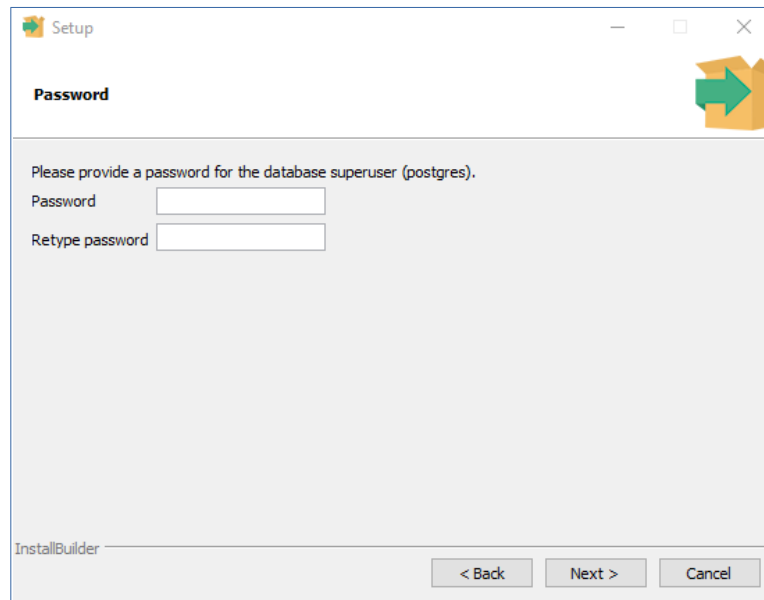 Setup
Password
Please provide a password for the database superuser (postgres).
Password
Retype password
InstallBuilder
< Back
Next >
Cancel